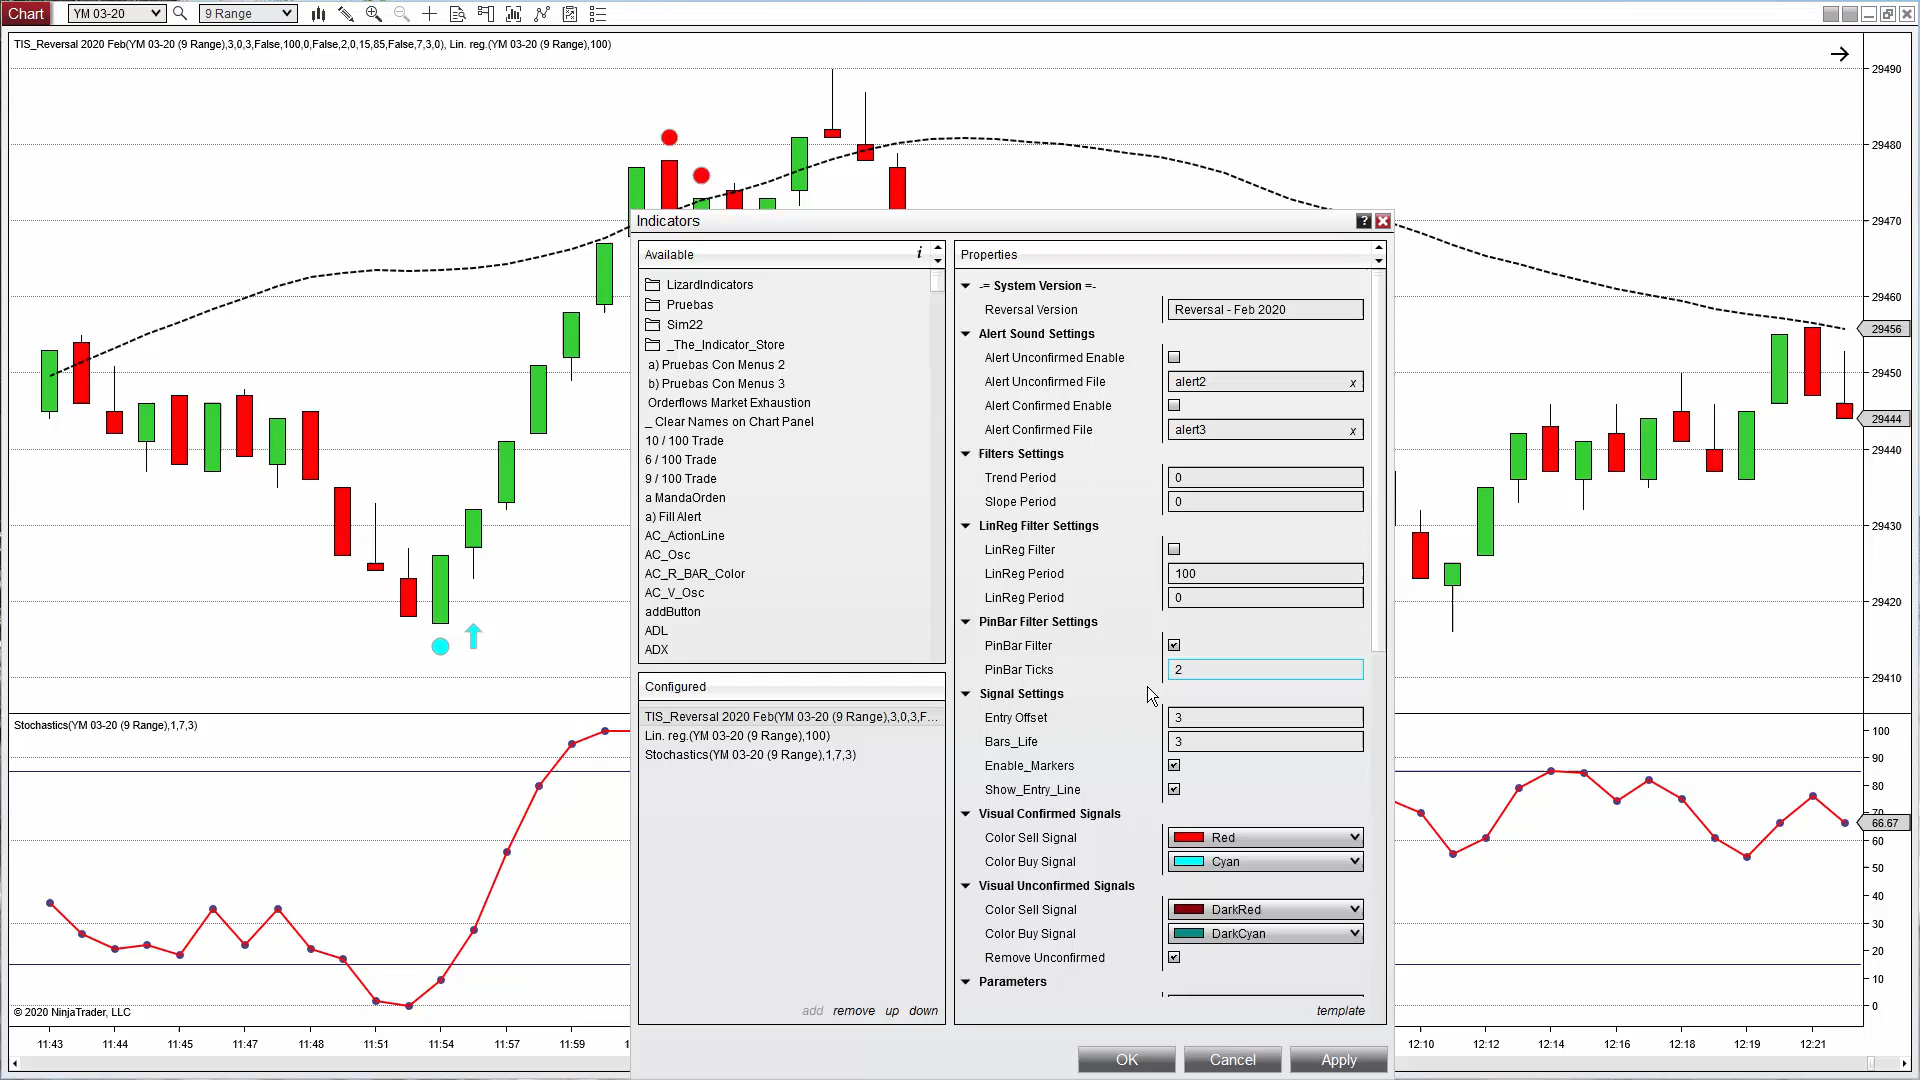 Chart YM 03-20 9 Range
TIS_Reversal 2020 Feb(YM 03-20 (9 Range),3,0,3,False,100,0,False,2,0,15,85,False,7,3,0), Lin. reg.(YM 03-20 (9 Range),100)
29490
29480
29470
29460
29456
29450
29444
29440
29430
29420
29410
Indicators ?
Available i
LizardIndicators
Pruebas
Sim22
_The_Indicator_Store
a) Pruebas Con Menus 2
b) Pruebas Con Menus 3
Orderflows Market Exhaustion
_ Clear Names on Chart Panel
10 / 100 Trade
6 / 100 Trade
9 / 100 Trade
a MandaOrden
a) Fill Alert
AC_ActionLine
AC_Osc
AC_R_BAR_Color
AC_V_Osc
addButton
ADL
ADX
Configured
TIS_Reversal 2020 Feb(YM 03-20 (9 Range),3,0,3,F...
Lin. reg.(YM 03-20 (9 Range),100)
Stochastics(YM 03-20 (9 Range),1,7,3)
add remove up down
Properties
-= System Version =-
Reversal Version Reversal - Feb 2020
Alert Sound Settings
Alert Unconfirmed Enable
Alert Unconfirmed File alert2 x
Alert Confirmed Enable
Alert Confirmed File alert3 x
Filters Settings
Trend Period 0
Slope Period 0
LinReg Filter Settings
LinReg Filter
LinReg Period 100
LinReg Period 0
PinBar Filter Settings
PinBar Filter
PinBar Ticks 2
Signal Settings
Entry Offset 3
Bars_Life 3
Enable_Markers
Show_Entry_Line
Visual Confirmed Signals
Color Sell Signal Red
Color Buy Signal Cyan
Visual Unconfirmed Signals
Color Sell Signal DarkRed
Color Buy Signal DarkCyan
Remove Unconfirmed
Parameters
template
OK Cancel Apply
Stochastics(YM 03-20 (9 Range),1,7,3)
100
90
80
66.67
60
50
40
30
20
10
0
© 2020 NinjaTrader, LLC
11:43 11:44 11:45 11:47 11:48 11:51 11:54 11:57 11:59 12:10 12:12 12:14 12:16 12:18 12:19 12:21